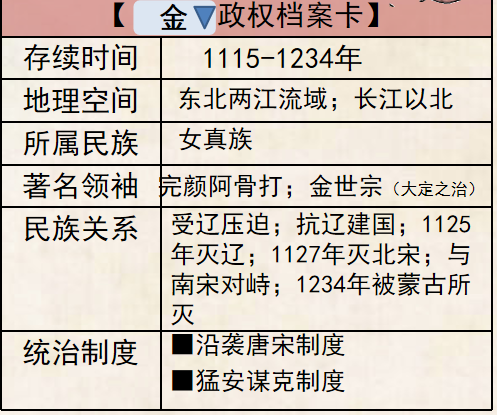 【 金 政权档案卡】
存续时间 1115-1234年
地理空间 东北两江流域；长江以北
所属民族 女真族
著名领袖 完颜阿骨打；金世宗（大定之治）
民族关系 受辽压迫；抗辽建国；1125
年灭辽；1127年灭北宋；与
南宋对峙；1234年被蒙古所
灭
统治制度 ■沿袭唐宋制度
■猛安谋克制度